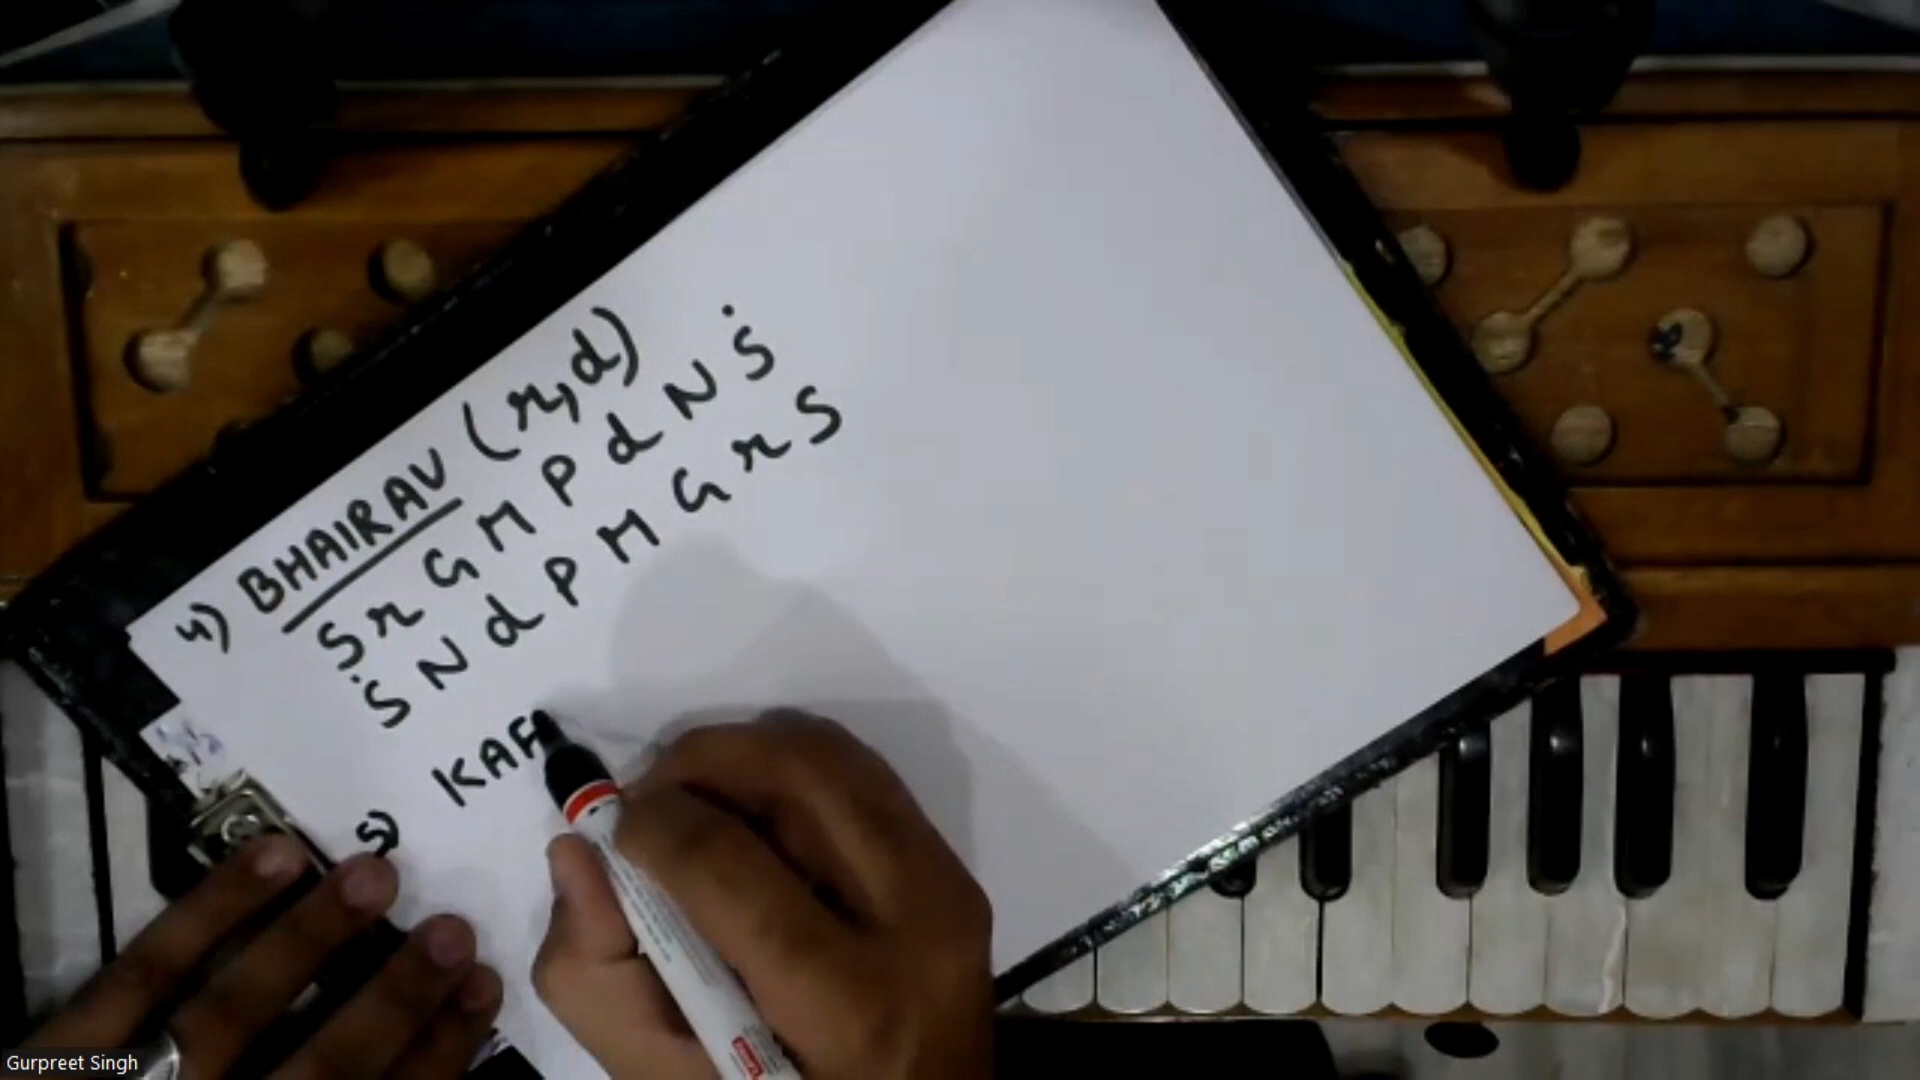 4) BHAIRAV (r,d)
S r G M P d N Ṡ
Ṡ N d P M G r S
5) KAF
Gurpreet Singh